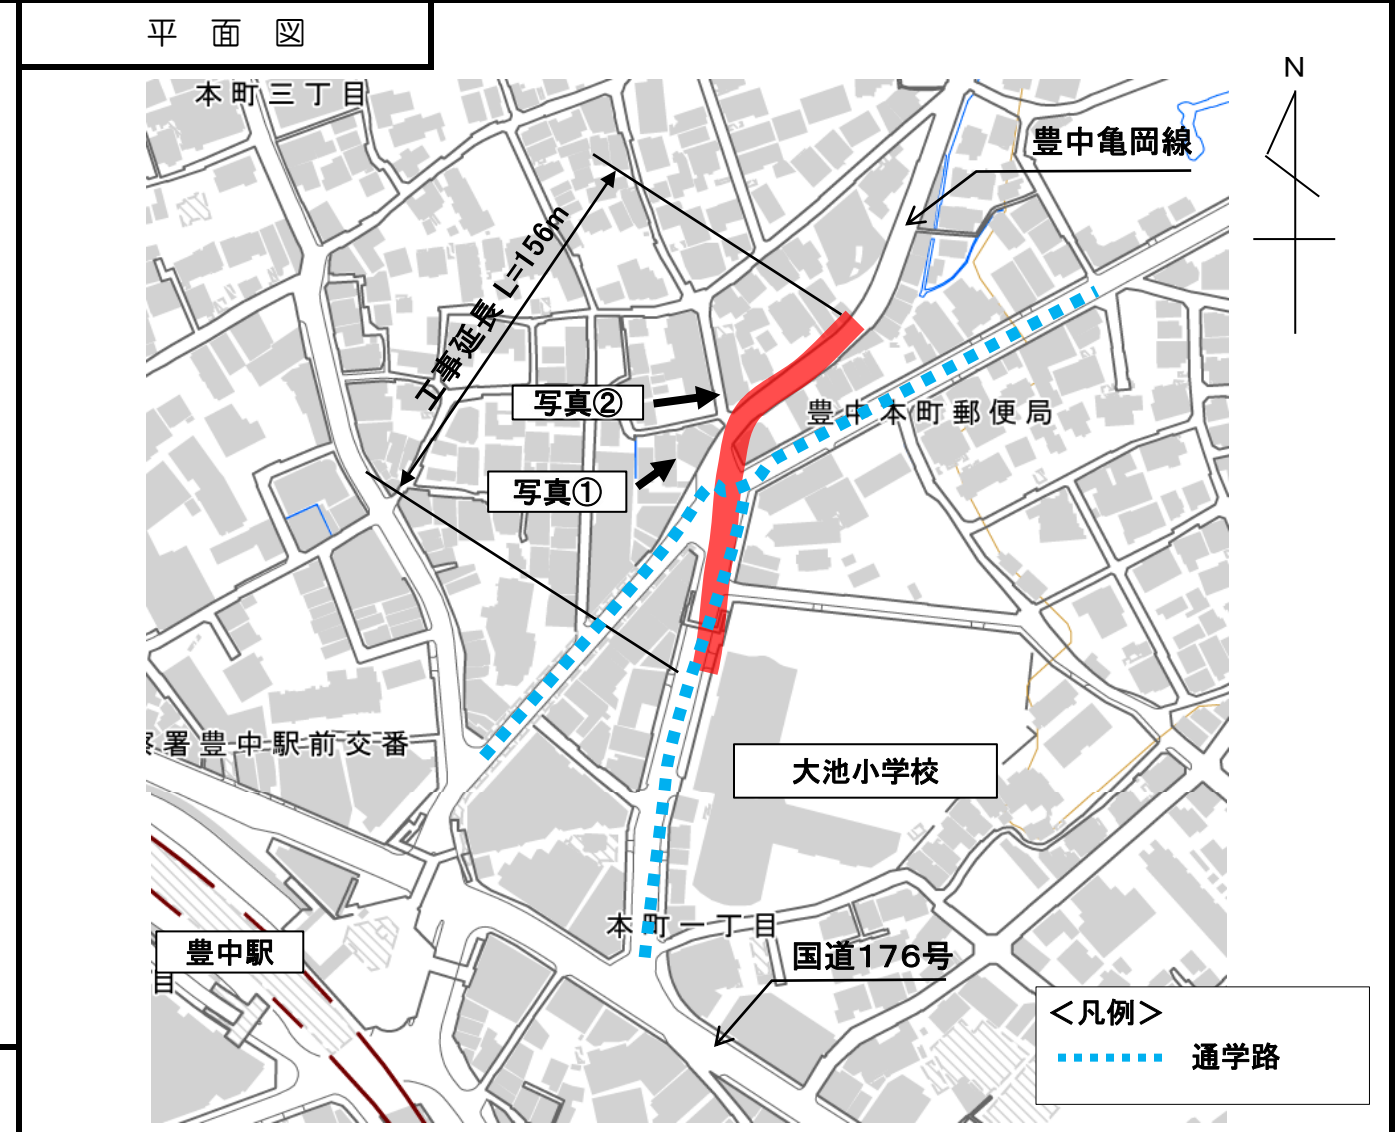 平面図
N
本町三丁目
豊中亀岡線
工事延長 L=156m
写真②
豊中本町郵便局
写真①
署豊中駅前交番
大池小学校
本町一丁目
豊中駅
国道176号
目
<凡例>
通学路